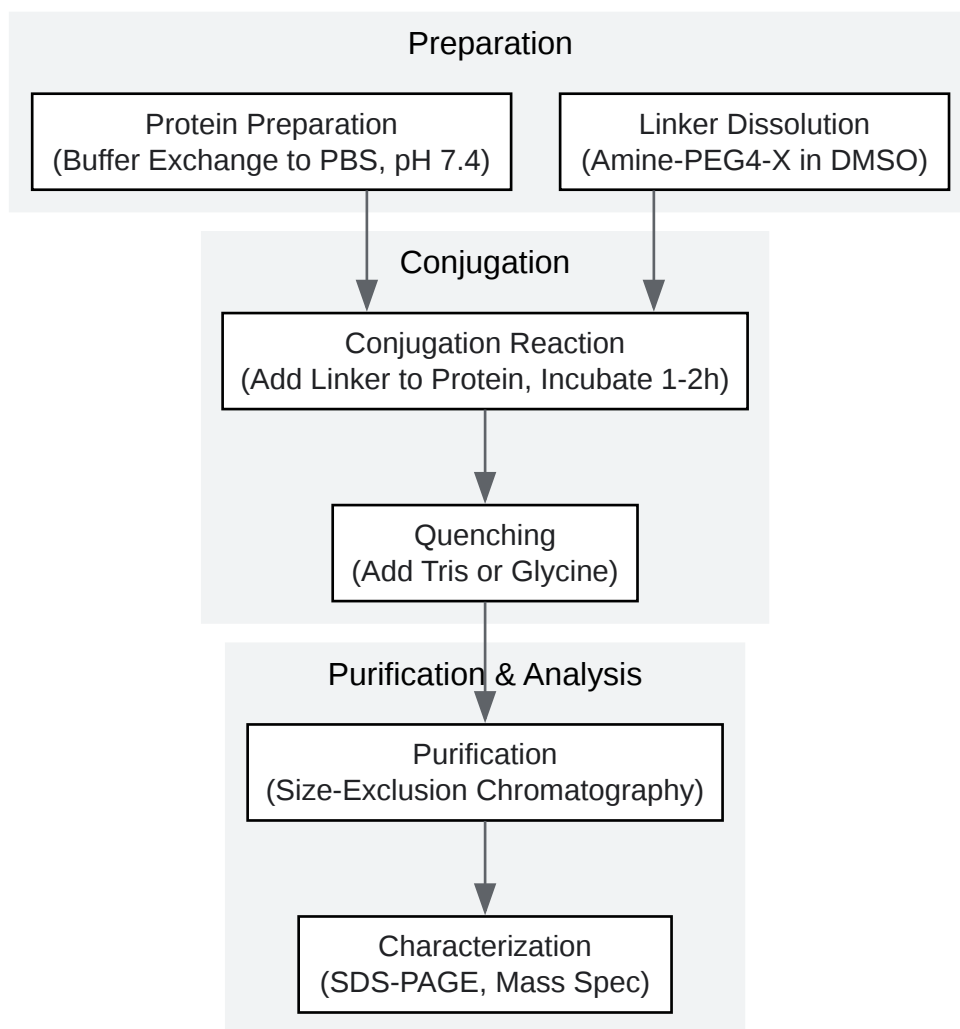 Preparation
Protein Preparation
(Buffer Exchange to PBS, pH 7.4)
Linker Dissolution
(Amine-PEG4-X in DMSO)
Conjugation
Conjugation Reaction
(Add Linker to Protein, Incubate 1-2h)
Quenching
(Add Tris or Glycine)
Purification & Analysis
Purification
(Size-Exclusion Chromatography)
Characterization
(SDS-PAGE, Mass Spec)